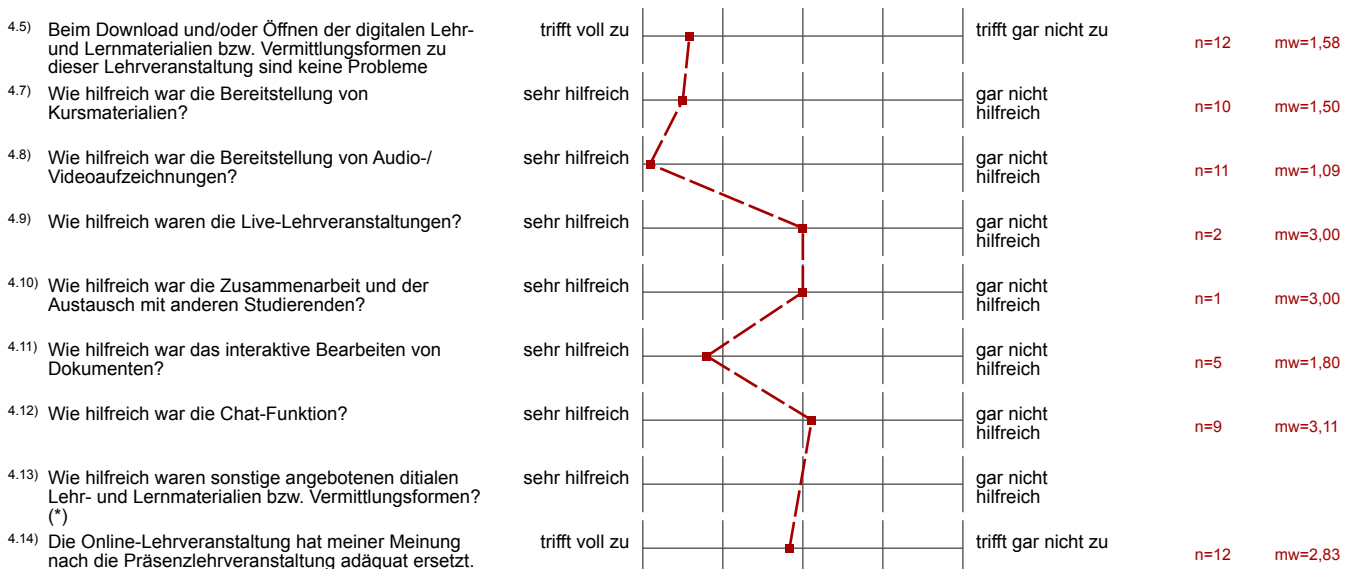 4.5) Beim Download und/oder Öffnen der digitalen Lehr- trifft voll zu trifft gar nicht zu
und Lernmaterialien bzw. Vermittlungsformen zu n=12 mw=1,58
dieser Lehrveranstaltung sind keine Probleme
4.7) Wie hilfreich war die Bereitstellung von sehr hilfreich gar nicht
Kursmaterialien? hilfreich n=10 mw=1,50
4.8) Wie hilfreich war die Bereitstellung von Audio-/ sehr hilfreich gar nicht
Videoaufzeichnungen? hilfreich n=11 mw=1,09
4.9) Wie hilfreich waren die Live-Lehrveranstaltungen? sehr hilfreich gar nicht
hilfreich n=2 mw=3,00
4.10) Wie hilfreich war die Zusammenarbeit und der sehr hilfreich gar nicht
Austausch mit anderen Studierenden? hilfreich n=1 mw=3,00
4.11) Wie hilfreich war das interaktive Bearbeiten von sehr hilfreich gar nicht
Dokumenten? hilfreich n=5 mw=1,80
4.12) Wie hilfreich war die Chat-Funktion? sehr hilfreich gar nicht
hilfreich n=9 mw=3,11
4.13) Wie hilfreich waren sonstige angebotenen ditialen sehr hilfreich gar nicht
Lehr- und Lernmaterialien bzw. Vermittlungsformen? hilfreich
(*)
4.14) Die Online-Lehrveranstaltung hat meiner Meinung trifft voll zu trifft gar nicht zu
nach die Präsenzlehrveranstaltung adäquat ersetzt. n=12 mw=2,83